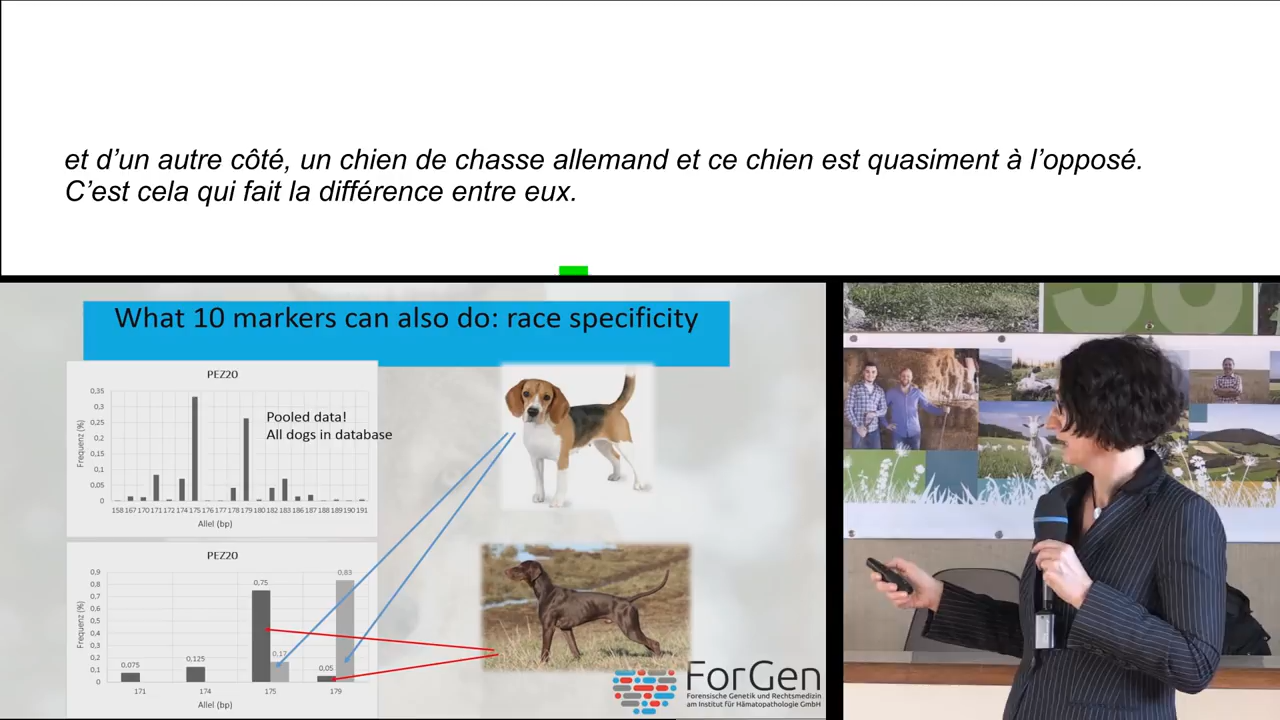 et d’un autre côté, un chien de chasse allemand et ce chien est quasiment à l’opposé.
C’est cela qui fait la différence entre eux.
What 10 markers can also do: race specificity
PEZ20
Pooled data!
All dogs in database
Frequenz (%)
0,35
0,3
0,25
0,2
0,15
0,1
0,05
0
158 167 170 171 172 174 175 176 177 178 179 180 182 183 186 187 188 189 190 191
Allel (bp)
PEZ20
Frequenz (%)
0,9
0,8
0,7
0,6
0,5
0,4
0,3
0,2
0,1
0
0,075
0,125
0,75
0,17
0,05
0,83
171 174 175 179
Allel (bp)
ForGen
Forensische Genetik und Rechtsmedizin
am Institut für Hämatopathologie GmbH